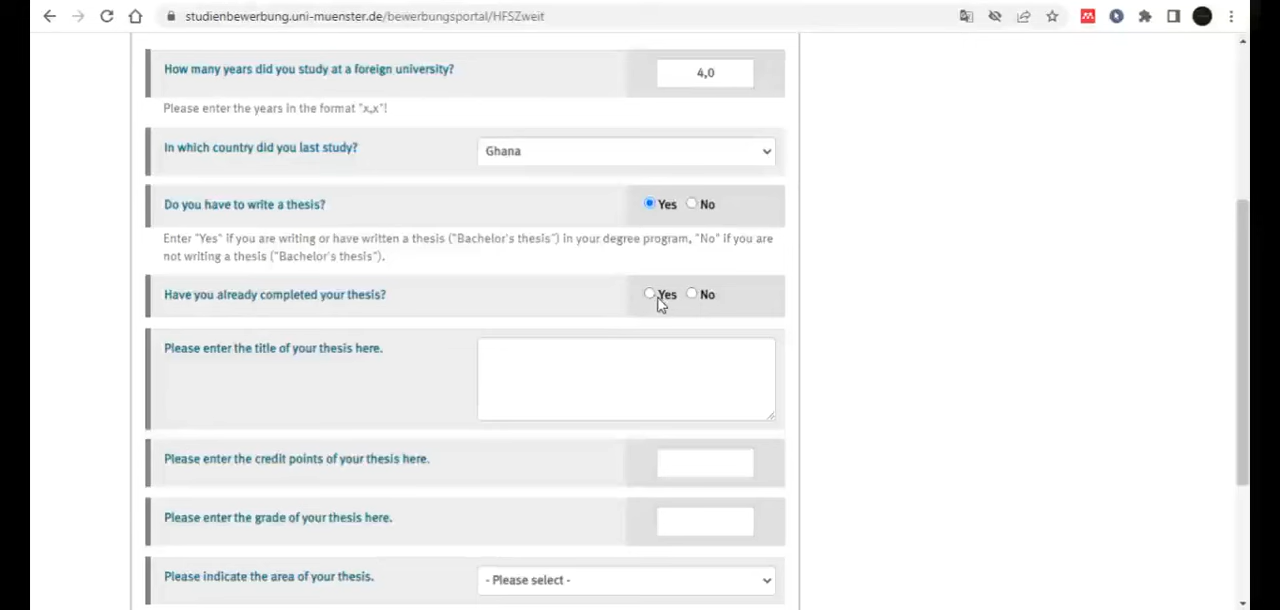 studienbewerbung.uni-muenster.de/bewerbungsportal/HFSZweit
How many years did you study at a foreign university?
4,0
Please enter the years in the format "x,x"!
In which country did you last study?
Ghana
Do you have to write a thesis?
Yes No
Enter "Yes" if you are writing or have written a thesis ("Bachelor's thesis") in your degree program, "No" if you are
not writing a thesis ("Bachelor's thesis").
Have you already completed your thesis?
Yes No
Please enter the title of your thesis here.
Please enter the credit points of your thesis here.
Please enter the grade of your thesis here.
Please indicate the area of your thesis.
- Please select -